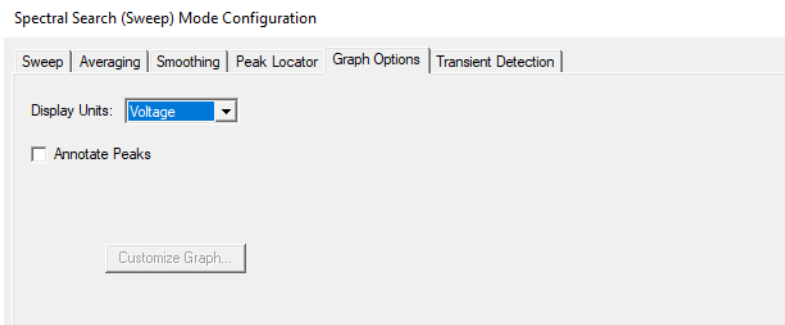 Spectral Search (Sweep) Mode Configuration
Sweep Averaging Smoothing Peak Locator Graph Options Transient Detection
Display Units: Voltage
Annotate Peaks
Customize Graph...